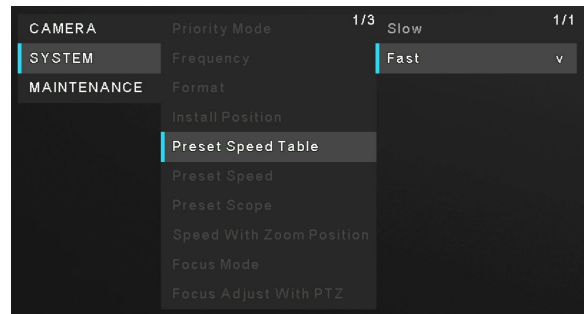 CAMERA
SYSTEM
MAINTENANCE
1/3
Priority Mode
Frequency
Format
Install Position
Preset Speed Table
Preset Speed
Preset Scope
Speed With Zoom Position
Focus Mode
Focus Adjust With PTZ
1/1
Slow
Fast v